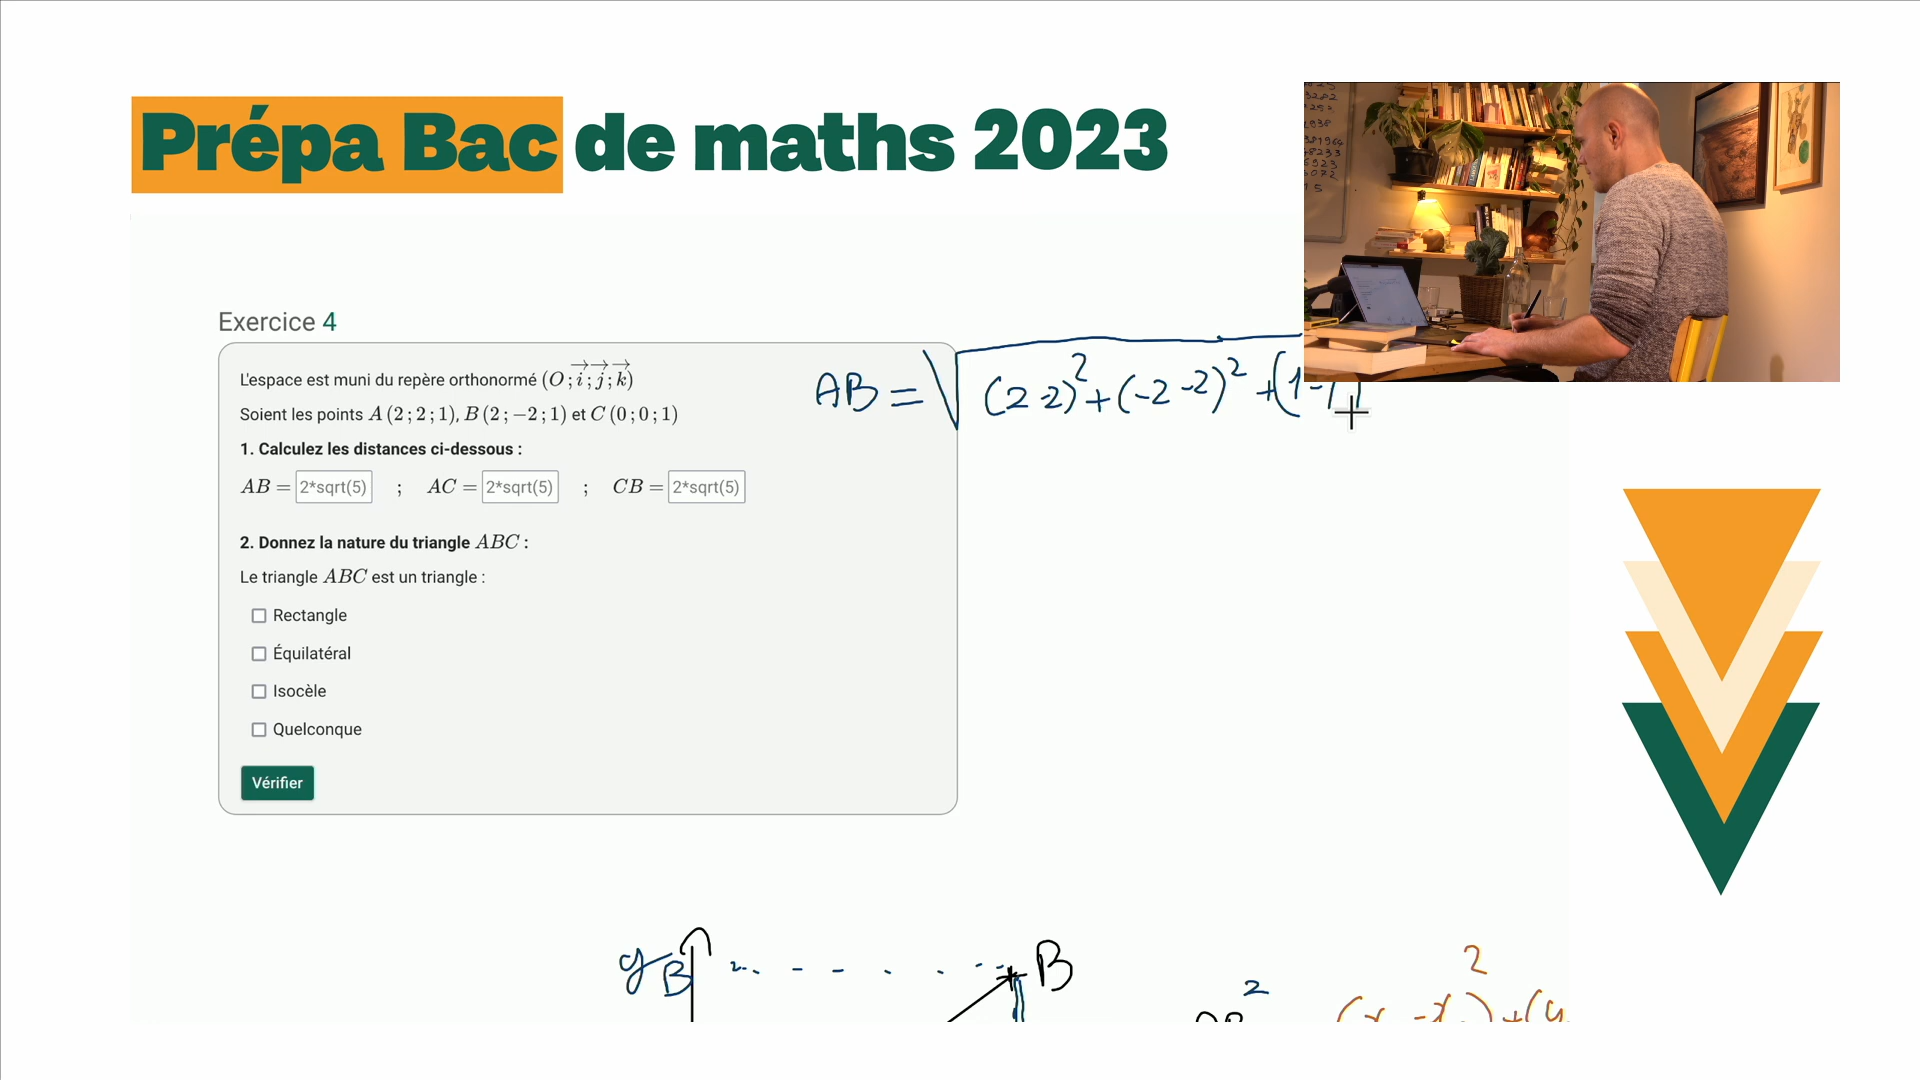 Prépa Bac de maths 2023
Exercice 4
L'espace est muni du repère orthonormé (O ; i ; j ; k)
Soient les points A (2 ; 2 ; 1), B (2 ; −2 ; 1) et C (0 ; 0 ; 1)
1. Calculez les distances ci-dessous :
AB = 2*sqrt(5) ; AC = 2*sqrt(5) ; CB = 2*sqrt(5)
2. Donnez la nature du triangle ABC :
Le triangle ABC est un triangle :
Rectangle
Équilatéral
Isocèle
Quelconque
Vérifier
AB = √(2-2)² + (-2-2)² + (1-1
yB
B